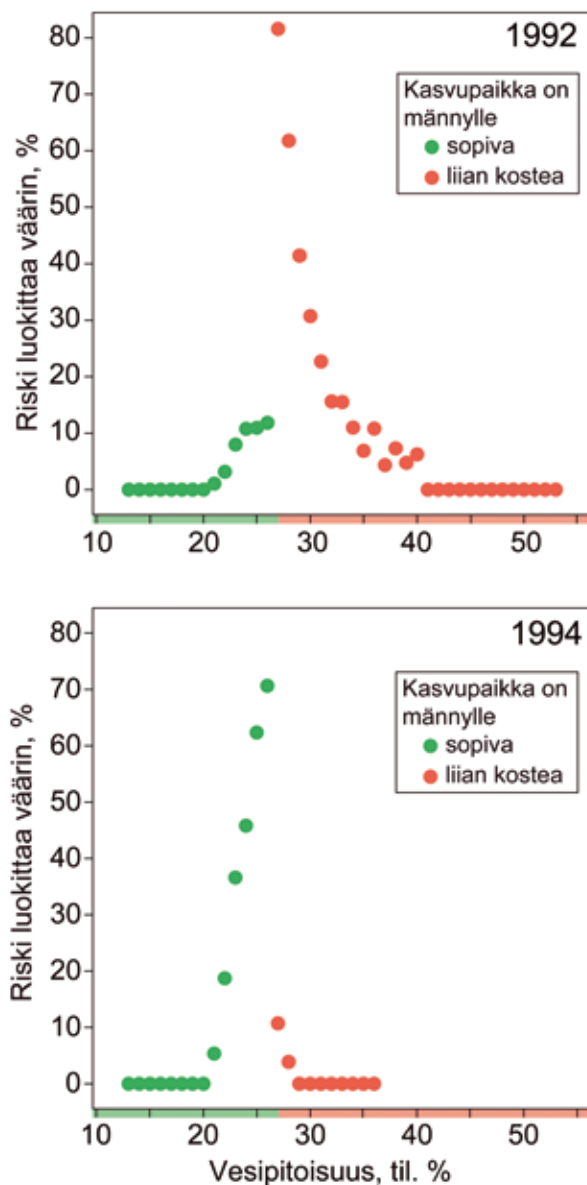 1992
Kasvupaikka on
männylle
sopiva
liian kostea
Riski luokittaa väärin, %
80
70
60
50
40
30
20
10
0
10 20 30 40 50
1994
Kasvupaikka on
männylle
sopiva
liian kostea
Riski luokittaa väärin, %
80
70
60
50
40
30
20
10
0
10 20 30 40 50
Vesipitoisuus, til. %